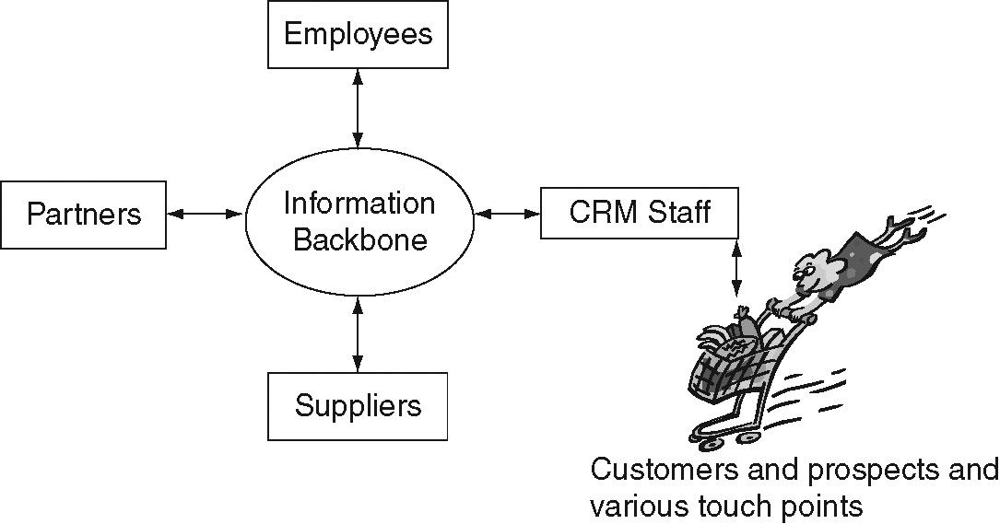 Employees
Partners
Information
Backbone
CRM Staff
Suppliers
Customers and prospects and
various touch points